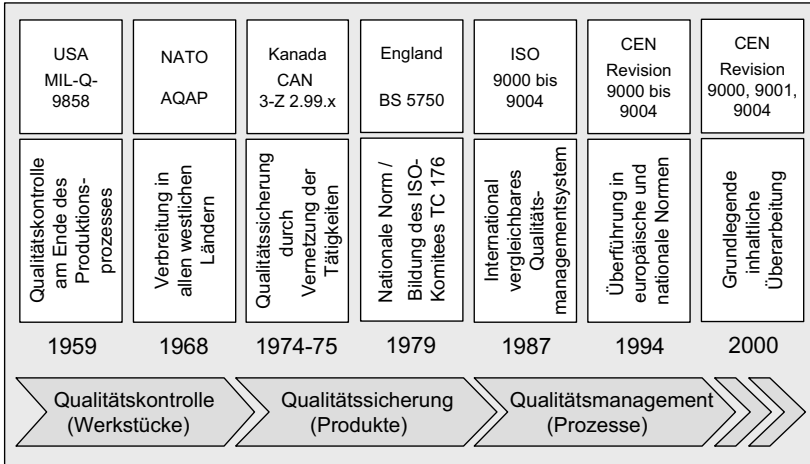 USA
MIL-Q-
9858
NATO
AQAP
Kanada
CAN
3-Z 2.99.x
England
BS 5750
ISO
9000 bis
9004
CEN
Revision
9000 bis
9004
CEN
Revision
9000, 9001,
9004
Qualitätskontrolle
am Ende des
Produktions-
prozesses
Verbreitung in
allen westlichen
Ländern
Qualitätssicherung
durch
Vernetzung der
Tätigkeiten
Nationale Norm /
Bildung des ISO-
Komitees TC 176
International
vergleichbares
Qualitäts-
managementsystem
Überführung in
europäische und
nationale Normen
Grundlegende
inhaltliche
Überarbeitung
1959
1968
1974-75
1979
1987
1994
2000
Qualitätskontrolle
(Werkstücke)
Qualitätssicherung
(Produkte)
Qualitätsmanagement
(Prozesse)